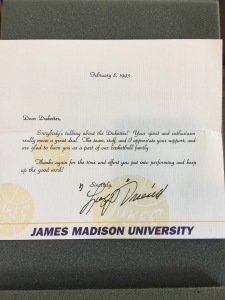 February 8, 1993
Dear Dukettes,
Everybody's talking about the Dukettes! Your spirit and enthusiasm
really mean a great deal. The team, staff, and I appreciate your support, and
are glad to have you as a part of our basketball family.
Thanks again for the time and effort you put into performing and keep
up the good work!
Sincerely,
JAMES MADISON UNIVERSITY